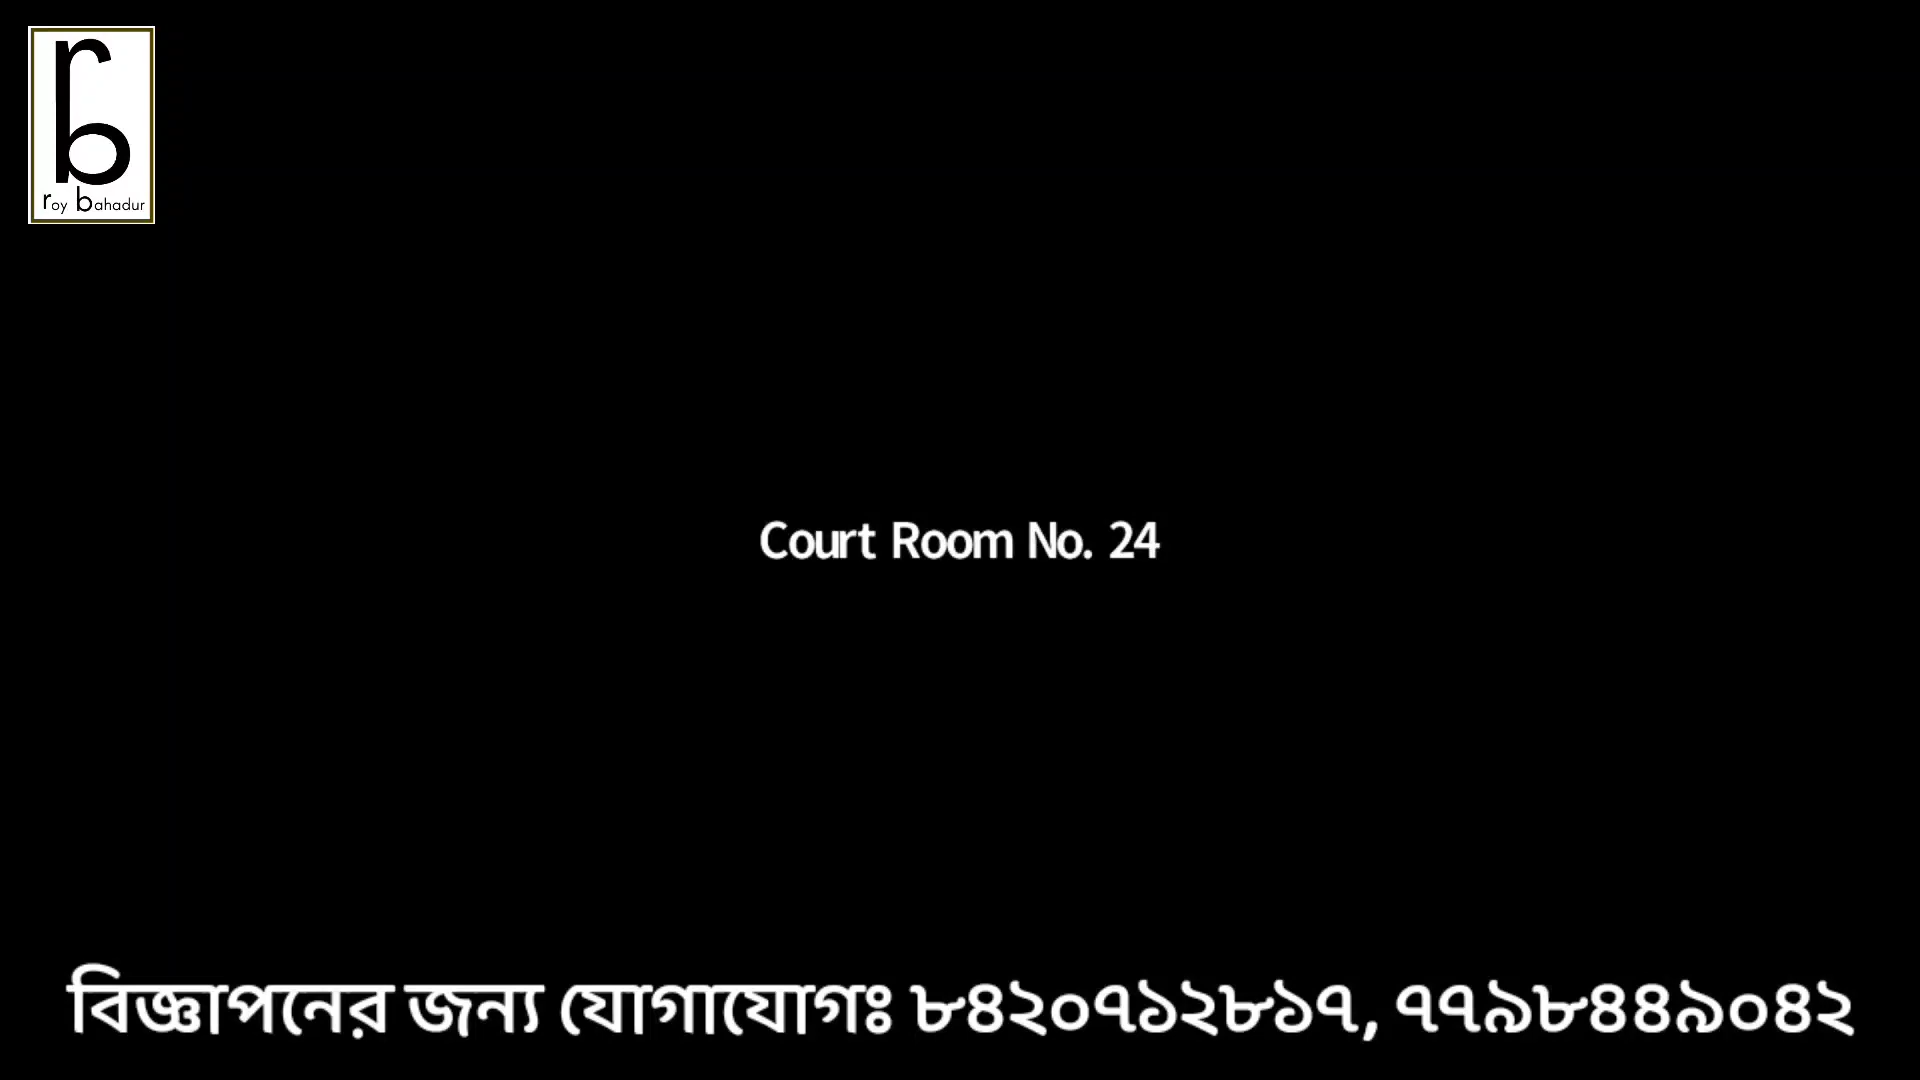 rb
roy bahadur
Court Room No. 24
বিজ্ঞাপনের জন্য যোগাযোগঃ ৮৪২০৭১২৮১৭, ৭৭৯৮৪৪৯০৪২